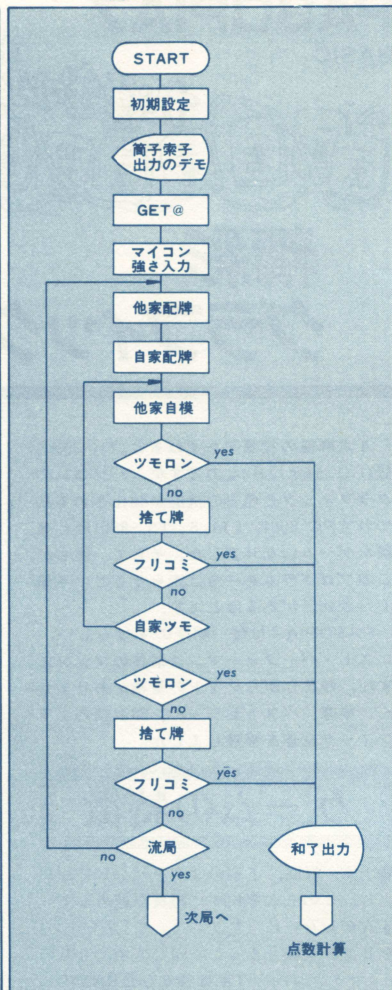 START
初期設定
筒子索子
出力のデモ
GET@
マイコン
強さ入力
他家配牌
自家配牌
他家自模
ツモロン
yes
no
捨て牌
フリコミ
yes
no
自家ツモ
ツモロン
yes
no
捨て牌
フリコミ
yes
no
流局
no
yes
次局へ
和了出力
点数計算